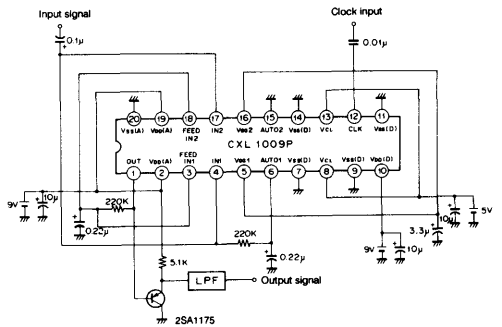 Input signal
Clock input
0.1μ
0.01μ
20 19 18 17 16 15 14 13 12 11
Vss(A) VDD(A) FEED IN2 IN2 VGG2 AUTO2 Vss(D) VCL CLK Vss(D)
CXL 1009P
OUT VDD(A) FEED IN1 IN1 VGG1 AUTO1 Vss(D) VCL Vss(D) VDD(D)
1 2 3 4 5 6 7 8 9 10
9V
10μ
220K
0.22μ
220K
0.22μ
5V
10μ
3.3μ
9V
10μ
5.1K
LPF
Output signal
2SA1175